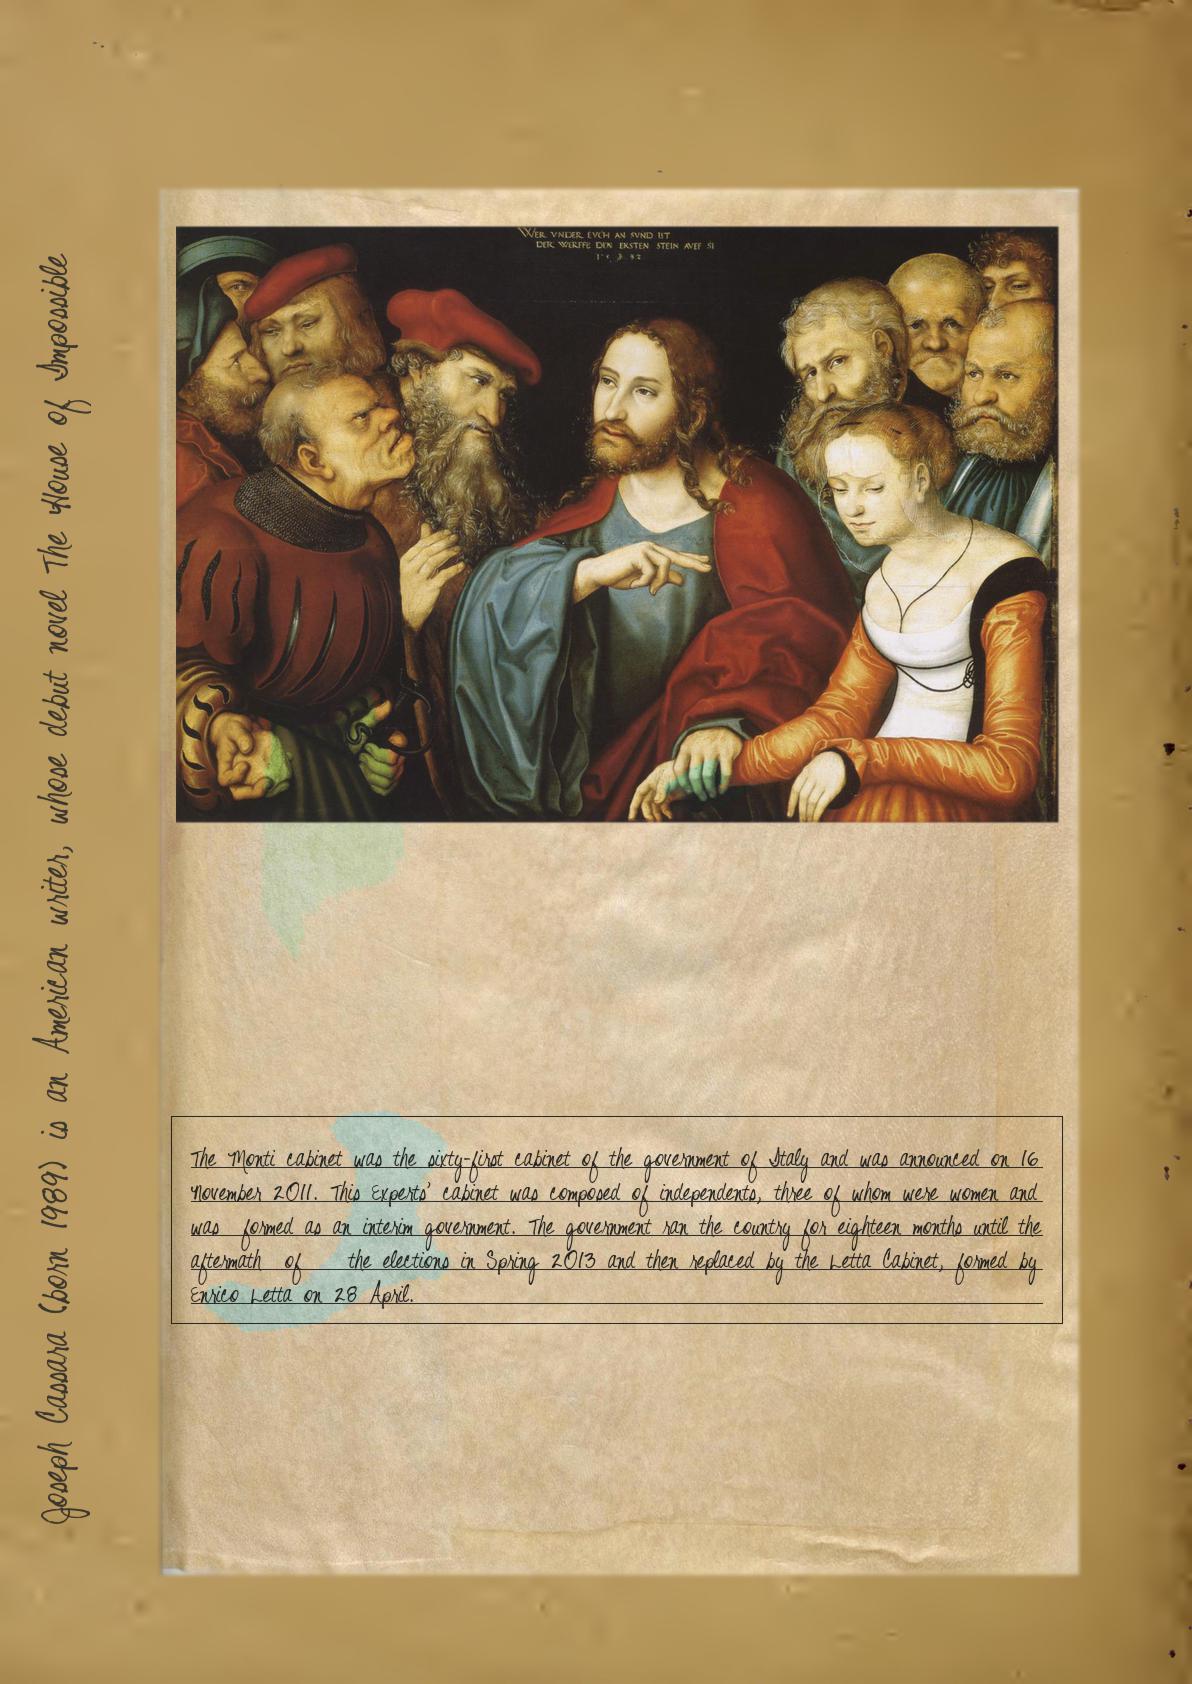 Joseph Cassara (born 1989) is an American writer, whose debut novel The House of Impossible
WER VNDER EVCH AN SVND IST
DER WERFFE DEN ERSTEN STEIN AVEF SI
The Monti cabinet was the sixty-first cabinet of the government of Italy and was announced on 16
November 2011. This Experts' cabinet was composed of independents, three of whom were women and
was formed as an interim government. The government ran the country for eighteen months until the
aftermath of the elections in Spring 2013 and then replaced by the Letta Cabinet, formed by
Enrico Letta on 28 April.